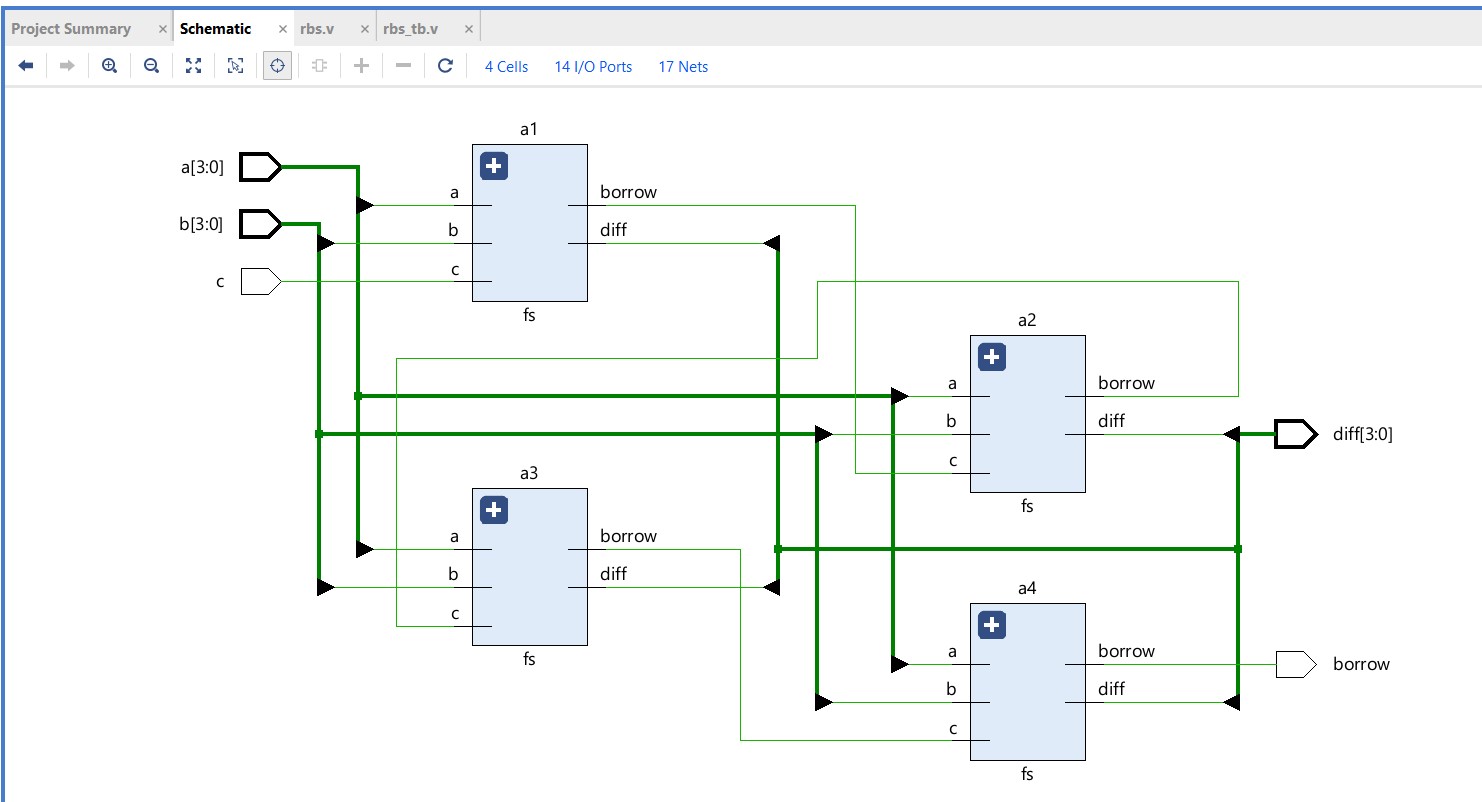 Project Summary × Schematic × rbs.v × rbs_tb.v ×
4 Cells 14 I/O Ports 17 Nets
a1
a[3:0]
a borrow
b[3:0]
b diff
c
c
fs
a2
a borrow
b diff
diff[3:0]
c
fs
a3
a borrow
b diff
c
fs
a4
a borrow
borrow
b diff
c
fs